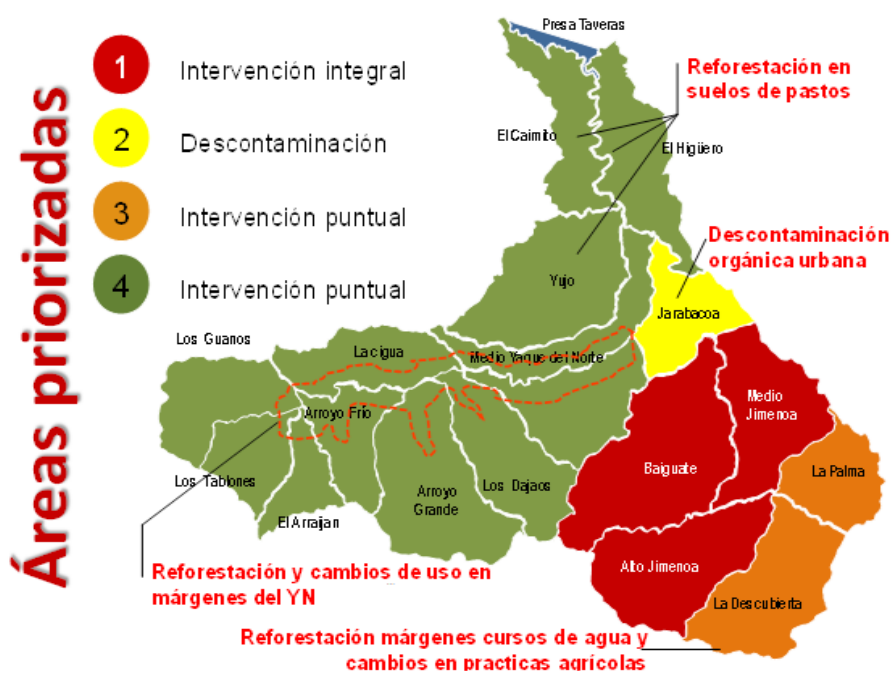 Áreas priorizadas
1 Intervención integral
2 Descontaminación
3 Intervención puntual
4 Intervención puntual
Presa Taveras
Reforestación en
suelos de pastos
El Caimito
El Higüero
Descontaminación
orgánica urbana
Yujo
Jarabacoa
Los Guanos
La cigua
Medio Yaque del Norte
Medio
Jimenoa
Arroyo Frío
Baiguate
La Palma
Los Tablones
Arroyo
Grande
Los Dajaos
El Arraijan
Alto Jimenoa
Reforestación y cambios de uso en
márgenes del YN
La Descubierta
Reforestación márgenes cursos de agua y
cambios en practicas agrícolas